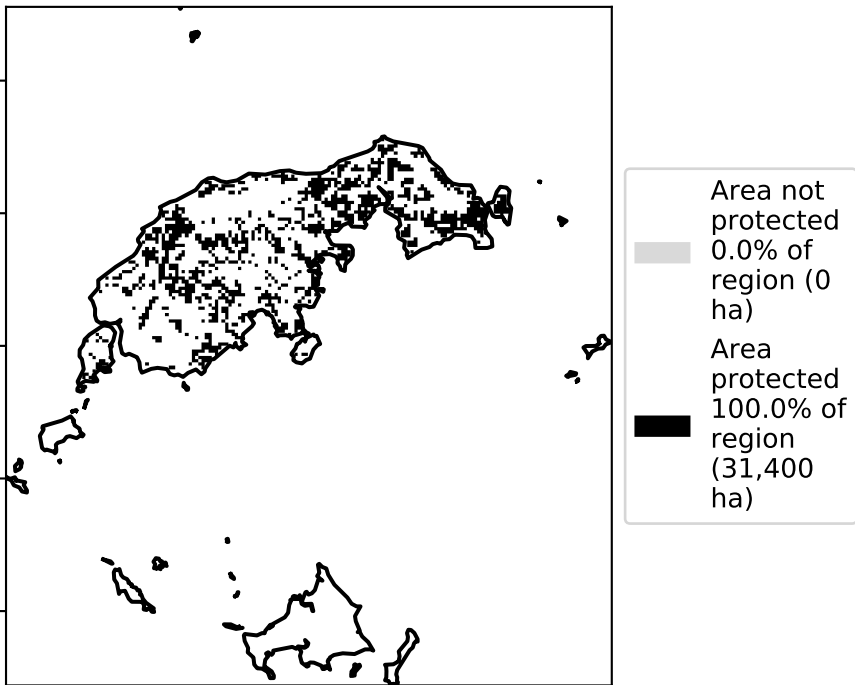 Area not
protected
0.0% of
region (0
ha)
Area
protected
100.0% of
region
(31,400
ha)